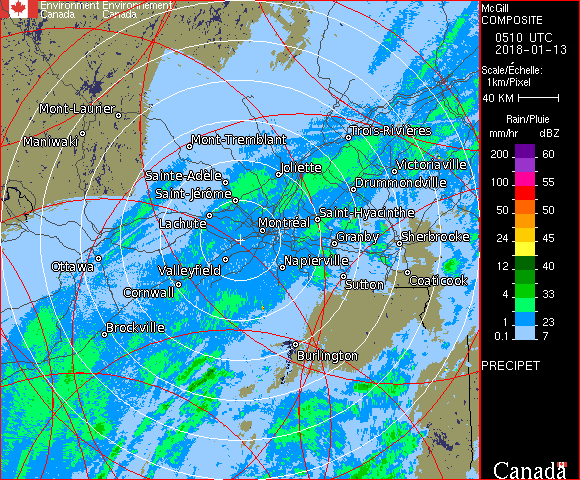 Environment Environnement
Canada Canada
McGill
COMPOSITE
0510 UTC
2018-01-13
Scale/Échelle:
1km/Pixel
40 KM
Rain/Pluie
mm/hr dBZ
200 60
100 55
50 50
24 45
12 40
4 33
2 23
0.1 7
PRECIPET
Mont-Laurier
Maniwaki
Mont-Tremblant
Trois-Rivières
Sainte-Adèle
Joliette
Victoriaville
Saint-Jérôme
Drummondville
Lachute
Montréal
Saint-Hyacinthe
Granby
Sherbrooke
Ottawa
Valleyfield
Napierville
Cornwall
Sutton
Coaticook
Brockville
Burlington
Canada